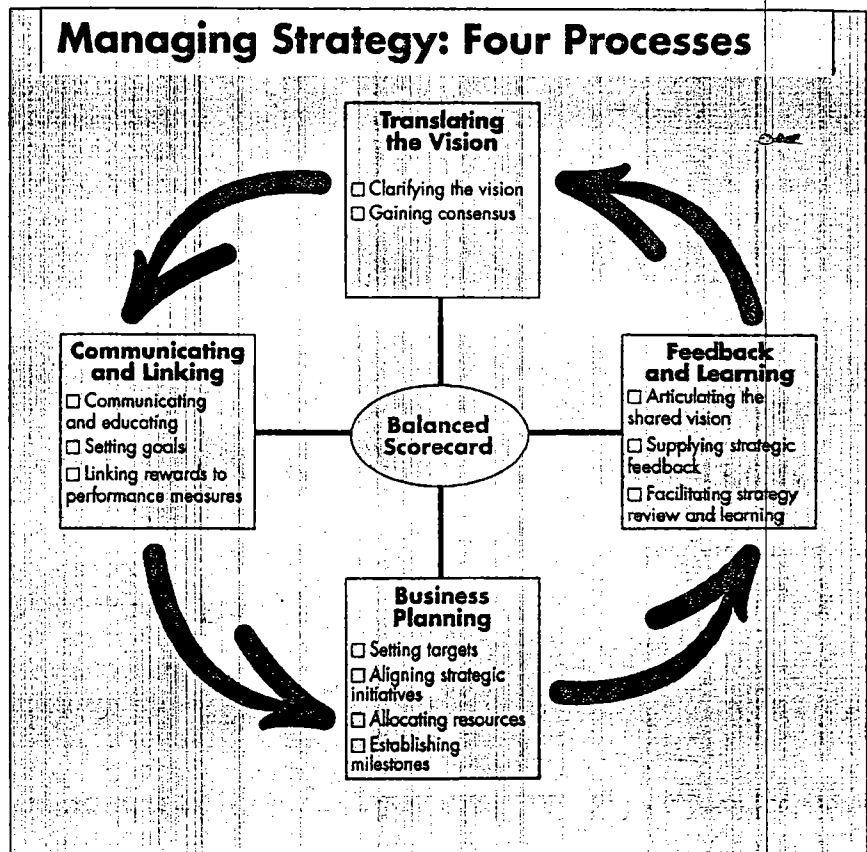 Managing Strategy: Four Processes
Translating
the Vision
☐ Clarifying the vision
☐ Gaining consensus
Communicating
and Linking
☐ Communicating
and educating
☐ Setting goals
☐ Linking rewards to
performance measures
Balanced
Scorecard
Feedback
and Learning
☐ Articulating the
shared vision
☐ Supplying strategic
feedback
☐ Facilitating strategy
review and learning
Business
Planning
☐ Setting targets
☐ Aligning strategic
initiatives
☐ Allocating resources
☐ Establishing
milestones